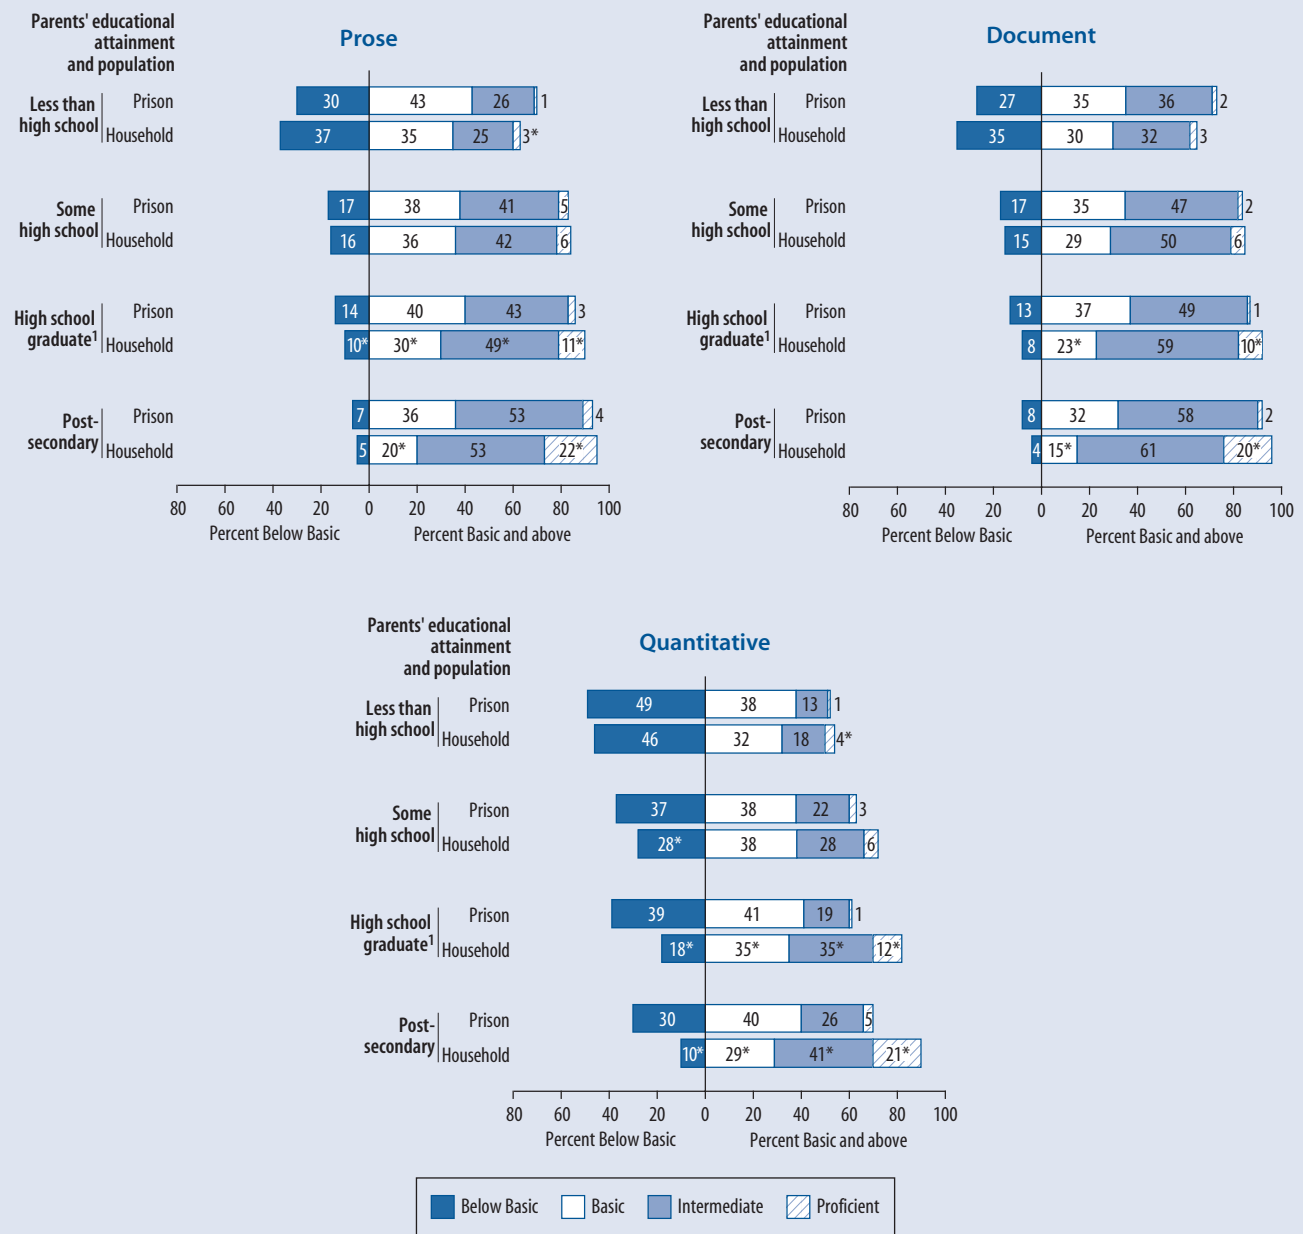 Parents' educational
attainment
and population
Prose
Less than
high school
Prison 30 43 26 1
Household 37 35 25 3*
Some
high school
Prison 17 38 41 5
Household 16 36 42 6
High school
graduate1
Prison 14 40 43 3
Household 10* 30* 49* 11*
Post-
secondary
Prison 7 36 53 4
Household 5 20* 53 22*
80 60 40 20 0 20 40 60 80 100
Percent Below Basic Percent Basic and above
Parents' educational
attainment
and population
Document
Less than
high school
Prison 27 35 36 2
Household 35 30 32 3
Some
high school
Prison 17 35 47 2
Household 15 29 50 6
High school
graduate1
Prison 13 37 49 1
Household 8 23* 59 10*
Post-
secondary
Prison 8 32 58 2
Household 4 15* 61 20*
80 60 40 20 0 20 40 60 80 100
Percent Below Basic Percent Basic and above
Parents' educational
attainment
and population
Quantitative
Less than
high school
Prison 49 38 13 1
Household 46 32 18 4*
Some
high school
Prison 37 38 22 3
Household 28* 38 28 6
High school
graduate1
Prison 39 41 19 1
Household 18* 35* 35* 12*
Post-
secondary
Prison 30 40 26 5
Household 10* 29* 41* 21*
80 60 40 20 0 20 40 60 80 100
Percent Below Basic Percent Basic and above
Below Basic Basic Intermediate Proficient